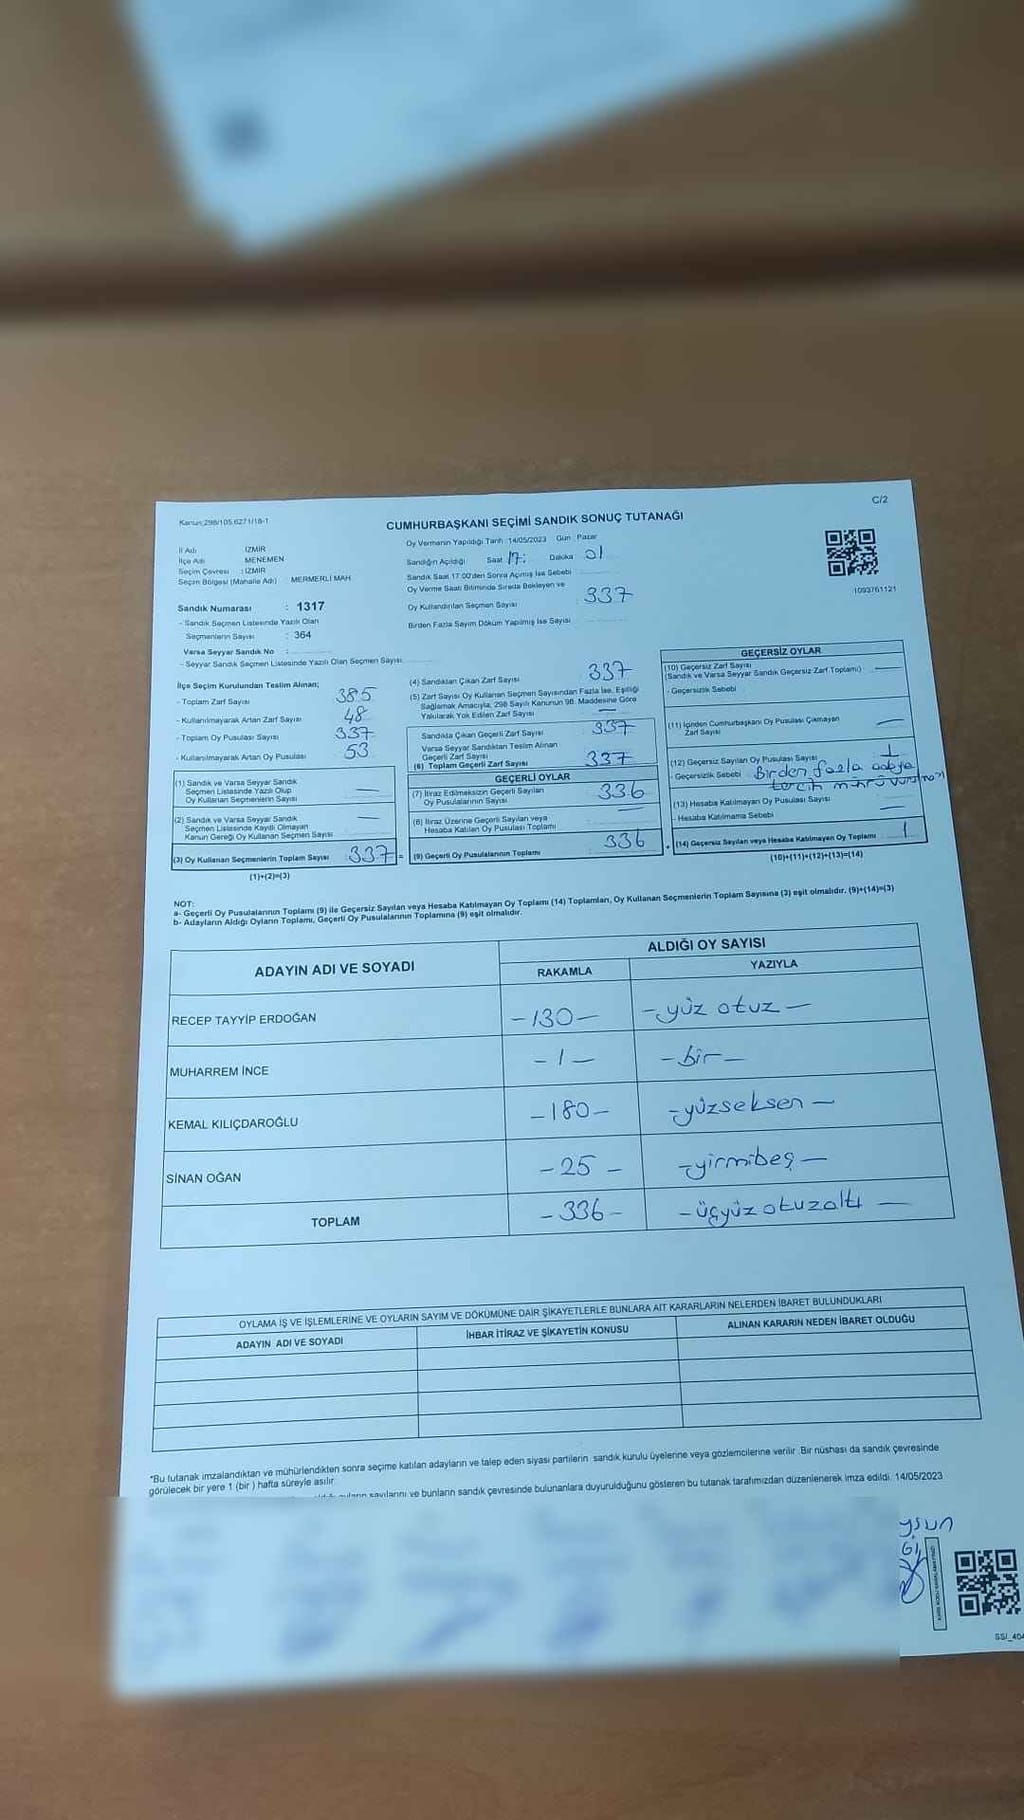 C/2
Kanun:298/105.6271/18-1
CUMHURBAŞKANI SEÇİMİ SANDIK SONUÇ TUTANAĞI
İl Adı İZMİR
İlçe Adı MENEMEN
Seçim Çevresi : İZMİR
Seçim Bölgesi (Mahalle Adı) MERMERLİ MAH
Sandık Numarası : 1317
- Sandık Seçmen Listesinde Yazılı Olan
Seçmenlerin Sayısı : 364
Varsa Seyyar Sandık No :
- Seyyar Sandık Seçmen Listesinde Yazılı Olan Seçmen Sayısı
Oy Vermenin Yapıldığı Tarih :14/05/2023 Gün Pazar
Sandığın Açıldığı Saat 17: Dakika 01
Sandık Saat 17.00'den Sonra Açılmış İse Sebebi
Oy Verme Saati Bitiminde Sırada Bekleyen ve
Oy Kullandırılan Seçmen Sayısı 337
Birden Fazla Sayım Döküm Yapılmış İse Sayısı
1093761121
İlçe Seçim Kurulundan Teslim Alınan;
- Toplam Zarf Sayısı 385
- Kullanılmayarak Artan Zarf Sayısı 48
- Toplam Oy Pusulası Sayısı 337
- Kullanılmayarak Artan Oy Pusulası 53
(1) Sandık ve Varsa Seyyar Sandık
Seçmen Listesinde Yazılı Olup
Oy Kullanan Seçmenlerin Sayısı —
(2) Sandık ve Varsa Seyyar Sandık
Seçmen Listesinde Kayıtlı Olmayan
Kanun Gereği Oy Kullanan Seçmen Sayısı —
(3) Oy Kullanan Seçmenlerin Toplam Sayısı 337 =
(1)+(2)=(3)
(4) Sandıktan Çıkan Zarf Sayısı 337
(5) Zarf Sayısı Oy Kullanan Seçmen Sayısından Fazla İse, Eşitliği
Sağlamak Amacıyla; 298 Sayılı Kanunun 98. Maddesine Göre
Yakılarak Yok Edilen Zarf Sayısı —
Sandıkta Çıkan Geçerli Zarf Sayısı 337
Varsa Seyyar Sandıktan Teslim Alınan
Geçerli Zarf Sayısı
(6) Toplam Geçerli Zarf Sayısı 337
GEÇERLİ OYLAR
(7) İtiraz Edilmeksizin Geçerli Sayılan
Oy Pusulalarının Sayısı 336
(8) İtiraz Üzerine Geçerli Sayılan veya
Hesaba Katılan Oy Pusulası Toplamı —
(9) Geçerli Oy Pusulalarının Toplamı 336
GEÇERSİZ OYLAR
(10) Geçersiz Zarf Sayısı
(Sandık ve Varsa Seyyar Sandık Geçersiz Zarf Toplamı) —
- Geçersizlik Sebebi
(11) İçinden Cumhurbaşkanı Oy Pusulası Çıkmayan
Zarf Sayısı —
(12) Geçersiz Sayılan Oy Pusulası Sayısı 1
- Geçersizlik Sebebi Birden fazla adaya
tercih mührü
(13) Hesaba Katılmayan Oy Pusulası Sayısı —
- Hesaba Katılmama Sebebi
+ (14) Geçersiz Sayılan veya Hesaba Katılmayan Oy Toplamı 1
(10)+(11)+(12)+(13)=(14)
NOT:
a- Geçerli Oy Pusulalarının Toplamı (9) ile Geçersiz Sayılan veya Hesaba Katılmayan Oy Toplamı (14) Toplamları, Oy Kullanan Seçmenlerin Toplam Sayısına (3) eşit olmalıdır. (9)+(14)=(3)
b- Adayların Aldığı Oyların Toplamı, Geçerli Oy Pusulalarının Toplamına (9) eşit olmalıdır.
ADAYIN ADI VE SOYADI
ALDIĞI OY SAYISI
RAKAMLA YAZIYLA
RECEP TAYYİP ERDOĞAN -130- -yüz otuz-
MUHARREM İNCE -1- -bir-
KEMAL KILIÇDAROĞLU -180- -yüzseksen-
SİNAN OĞAN -25- -yirmibeş-
TOPLAM -336- -üçyüz otuzaltı-
OYLAMA İŞ VE İŞLEMLERİNE VE OYLARIN SAYIM VE DÖKÜMÜNE DAİR ŞİKAYETLERLE BUNLARA AİT KARARLARIN NELERDEN İBARET BULUNDUKLARI
ADAYIN ADI VE SOYADI İHBAR İTİRAZ VE ŞİKAYETİN KONUSU ALINAN KARARIN NEDEN İBARET OLDUĞU
*Bu tutanak imzalandıktan ve mühürlendikten sonra seçime katılan adayların ve talep eden siyasi partilerin sandık kurulu üyelerine veya gözlemcilerine verilir. Bir nüshası da sandık çevresinde
görülecek bir yere 1 (bir ) hafta süreyle asılır.
sayılarını ve bunların sandık çevresinde bulunanlara duyurulduğunu gösteren bu tutanak tarafımızdan düzenlenerek imza edildi. 14/05/2023
ysun